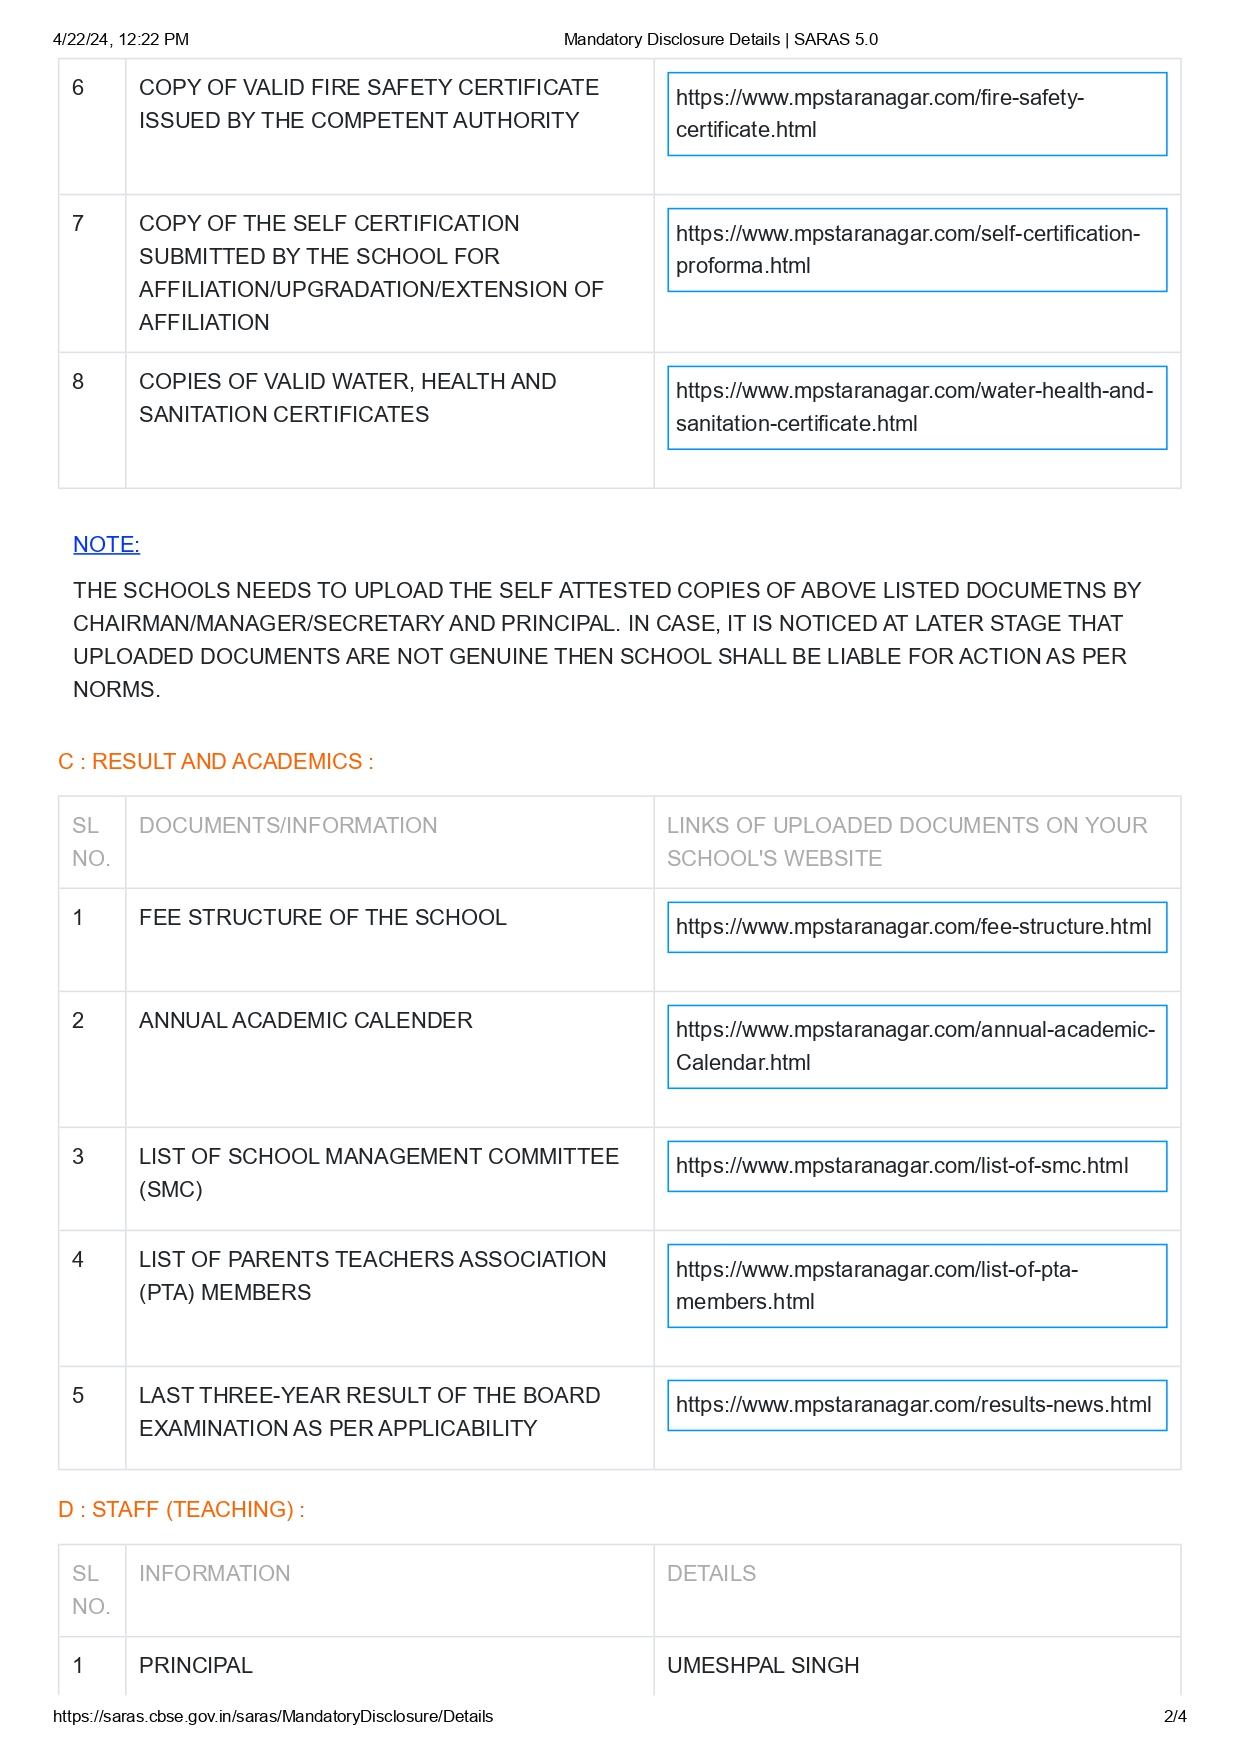 4/22/24, 12:22 PM
Mandatory Disclosure Details | SARAS 5.0
6
COPY OF VALID FIRE SAFETY CERTIFICATE
ISSUED BY THE COMPETENT AUTHORITY
https://www.mpstaranagar.com/fire-safety-
certificate.html
7
COPY OF THE SELF CERTIFICATION
SUBMITTED BY THE SCHOOL FOR
AFFILIATION/UPGRADATION/EXTENSION OF
AFFILIATION
https://www.mpstaranagar.com/self-certification-
proforma.html
8
COPIES OF VALID WATER, HEALTH AND
SANITATION CERTIFICATES
https://www.mpstaranagar.com/water-health-and-
sanitation-certificate.html
NOTE:
THE SCHOOLS NEEDS TO UPLOAD THE SELF ATTESTED COPIES OF ABOVE LISTED DOCUMETNS BY
CHAIRMAN/MANAGER/SECRETARY AND PRINCIPAL. IN CASE, IT IS NOTICED AT LATER STAGE THAT
UPLOADED DOCUMENTS ARE NOT GENUINE THEN SCHOOL SHALL BE LIABLE FOR ACTION AS PER
NORMS.
C : RESULT AND ACADEMICS :
SL
NO.
DOCUMENTS/INFORMATION
LINKS OF UPLOADED DOCUMENTS ON YOUR
SCHOOL'S WEBSITE
1
FEE STRUCTURE OF THE SCHOOL
https://www.mpstaranagar.com/fee-structure.html
2
ANNUAL ACADEMIC CALENDER
https://www.mpstaranagar.com/annual-academic-
Calendar.html
3
LIST OF SCHOOL MANAGEMENT COMMITTEE
(SMC)
https://www.mpstaranagar.com/list-of-smc.html
4
LIST OF PARENTS TEACHERS ASSOCIATION
(PTA) MEMBERS
https://www.mpstaranagar.com/list-of-pta-
members.html
5
LAST THREE-YEAR RESULT OF THE BOARD
EXAMINATION AS PER APPLICABILITY
https://www.mpstaranagar.com/results-news.html
D : STAFF (TEACHING) :
SL
NO.
INFORMATION
DETAILS
1
PRINCIPAL
UMESHPAL SINGH
https://saras.cbse.gov.in/saras/MandatoryDisclosure/Details
2/4